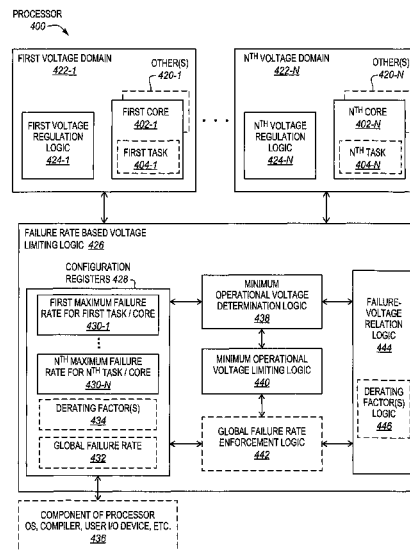 PROCESSOR
400
FIRST VOLTAGE DOMAIN
422-1
OTHER(S)
420-1
FIRST VOLTAGE
REGULATION
LOGIC
424-1
FIRST CORE
402-1
FIRST TASK
404-1
. . .
NTH VOLTAGE DOMAIN
422-N
OTHER(S)
420-N
NTH VOLTAGE
REGULATION
LOGIC
424-N
NTH CORE
402-N
NTH TASK
404-N
FAILURE RATE BASED VOLTAGE
LIMITING LOGIC 426
CONFIGURATION
REGISTERS 428
FIRST MAXIMUM FAILURE
RATE FOR FIRST TASK / CORE
430-1
NTH MAXIMUM FAILURE
RATE FOR NTH TASK / CORE
430-N
DERATING FACTOR(S)
434
GLOBAL FAILURE RATE
432
MINIMUM
OPERATIONAL VOLTAGE
DETERMINATION LOGIC
438
MINIMUM OPERATIONAL
VOLTAGE LIMITING LOGIC
440
GLOBAL FAILURE RATE
ENFORCEMENT LOGIC
442
FAILURE-
VOLTAGE
RELATION LOGIC
444
DERATING
FACTOR(S)
LOGIC
446
COMPONENT OF PROCESSOR
OS, COMPILER, USER I/O DEVICE, ETC.
436